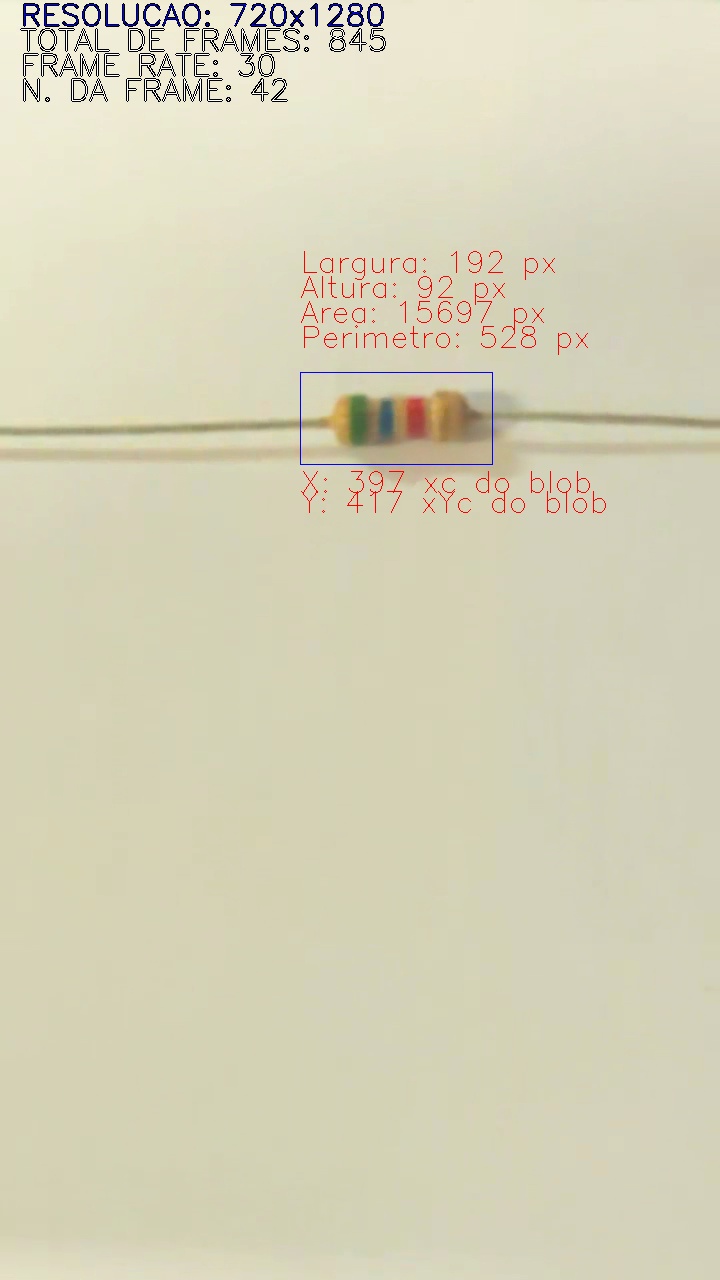 RESOLUCAO: 720x1280
TOTAL DE FRAMES: 845
FRAME RATE: 30
N. DA FRAME: 42
Largura: 192 px
Altura: 92 px
Area: 15697 px
Perimetro: 528 px
X: 397 xc do blob
Y: 417 xYc do blob